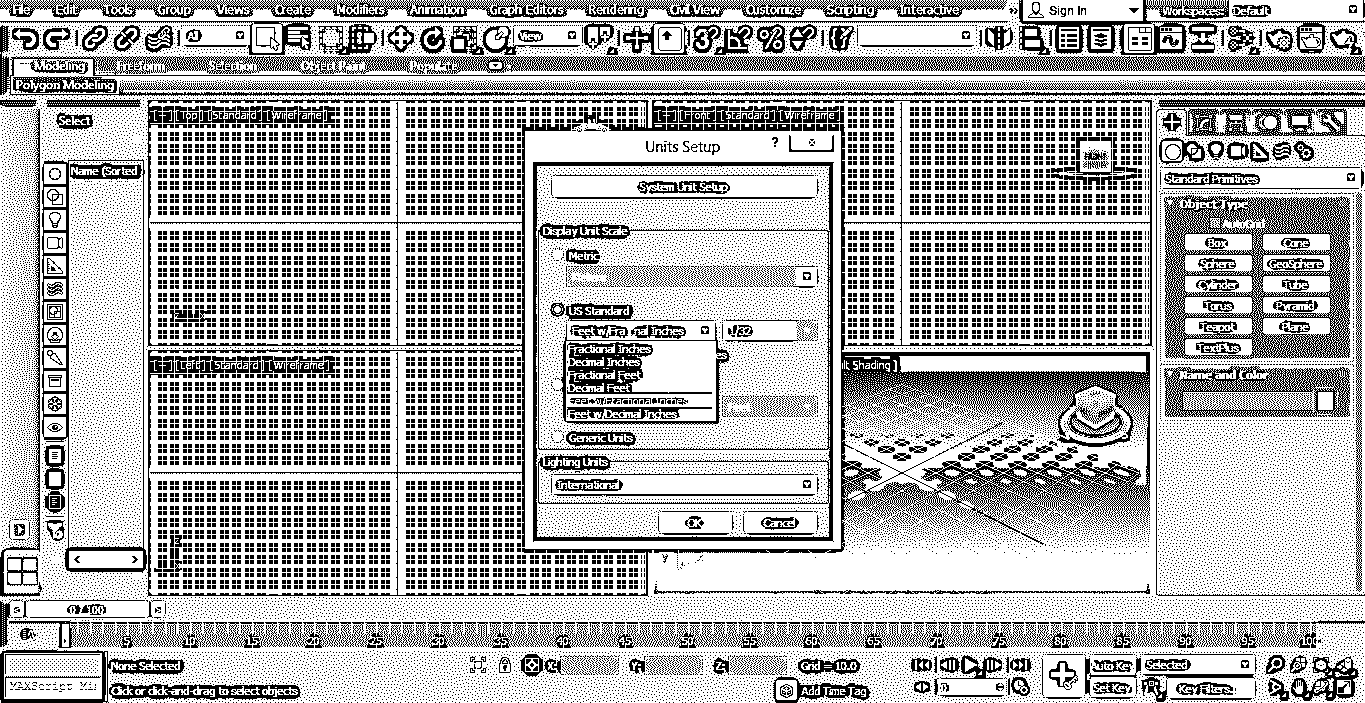 File Edit Tools Group Views Create Modifiers Animation Graph Editors Rendering Civil View Customize Scripting Interactive Sign In Workspaces: Default
All View
Modeling Freeform Selection Object Paint Populate
Polygon Modeling
Select
Name (Sorted
[+] [Top] [Standard] [Wireframe]
[+] [Front] [Standard] [Wireframe]
FRONT
Units Setup ?
System Unit Setup
Display Unit Scale
Metric
US Standard
Feet w/Fra nal Inches 1/32
Fractional Inches
Decimal Inches
Fractional Feet
Decimal Feet
Feet w/Fractional Inches
Feet w/Decimal Inches
Generic Units
Lighting Units
International
OK Cancel
[+] [Left] [Standard] [Wireframe]
lt Shading]
Standard Primitives
Object Type
AutoGrid
Box Cone
Sphere GeoSphere
Cylinder Tube
Torus Pyramid
Teapot Plane
TextPlus
Name and Color
y
0 / 100
5 10 15 20 25 30 35 40 45 50 55 60 65 70 75 80 85 90 95 100
None Selected X: Y: Z: Grid = 10.0 Auto Key Selected
MAXScript Mi
Click or click-and-drag to select objects Add Time Tag 0 Set Key Key Filters...